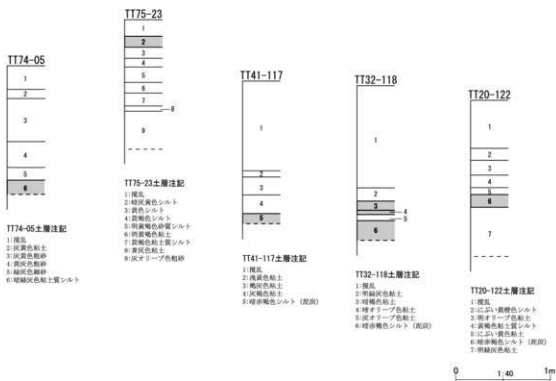 TT74-05
1
2
3
4
5
6
TT74-05土層注記
1:攪乱
2:灰黄色粘土
3:黄灰色粗砂
4:黄灰色粗砂
5:緑灰色細砂
6:暗緑灰色粘土質シルト
TT75-23
1
2
3
4
5
6
7
8
9
TT75-23土層注記
1:攪乱
2:暗灰黄色シルト
3:黄色シルト
4:黄褐色シルト
5:明黄褐色砂質シルト
6:明黄褐色粘土
7:黄褐色粘土質シルト
8:青灰色粘土
9:灰オリーブ色粗砂
TT41-117
1
2
3
4
5
TT41-117土層注記
1:攪乱
2:浅黄色粘土
3:褐灰色粘土
4:灰褐色粘土
5:暗赤褐色シルト（泥炭）
TT32-118
1
2
3
4
5
6
TT32-118土層注記
1:攪乱
2:明緑灰色粘土
3:暗褐色粘土
4:暗オリーブ色粘土
5:灰オリーブ色粘土
6:暗赤褐色シルト（泥炭）
TT20-122
1
2
3
4
5
6
7
TT20-122土層注記
1:攪乱
2:にぶい黄橙色シルト
3:明オリーブ色粘土
4:黄褐色粘土質シルト
5:にぶい黄色粘土
6:暗赤褐色シルト（泥炭）
7:明緑灰色粘土
0 1:40 1m